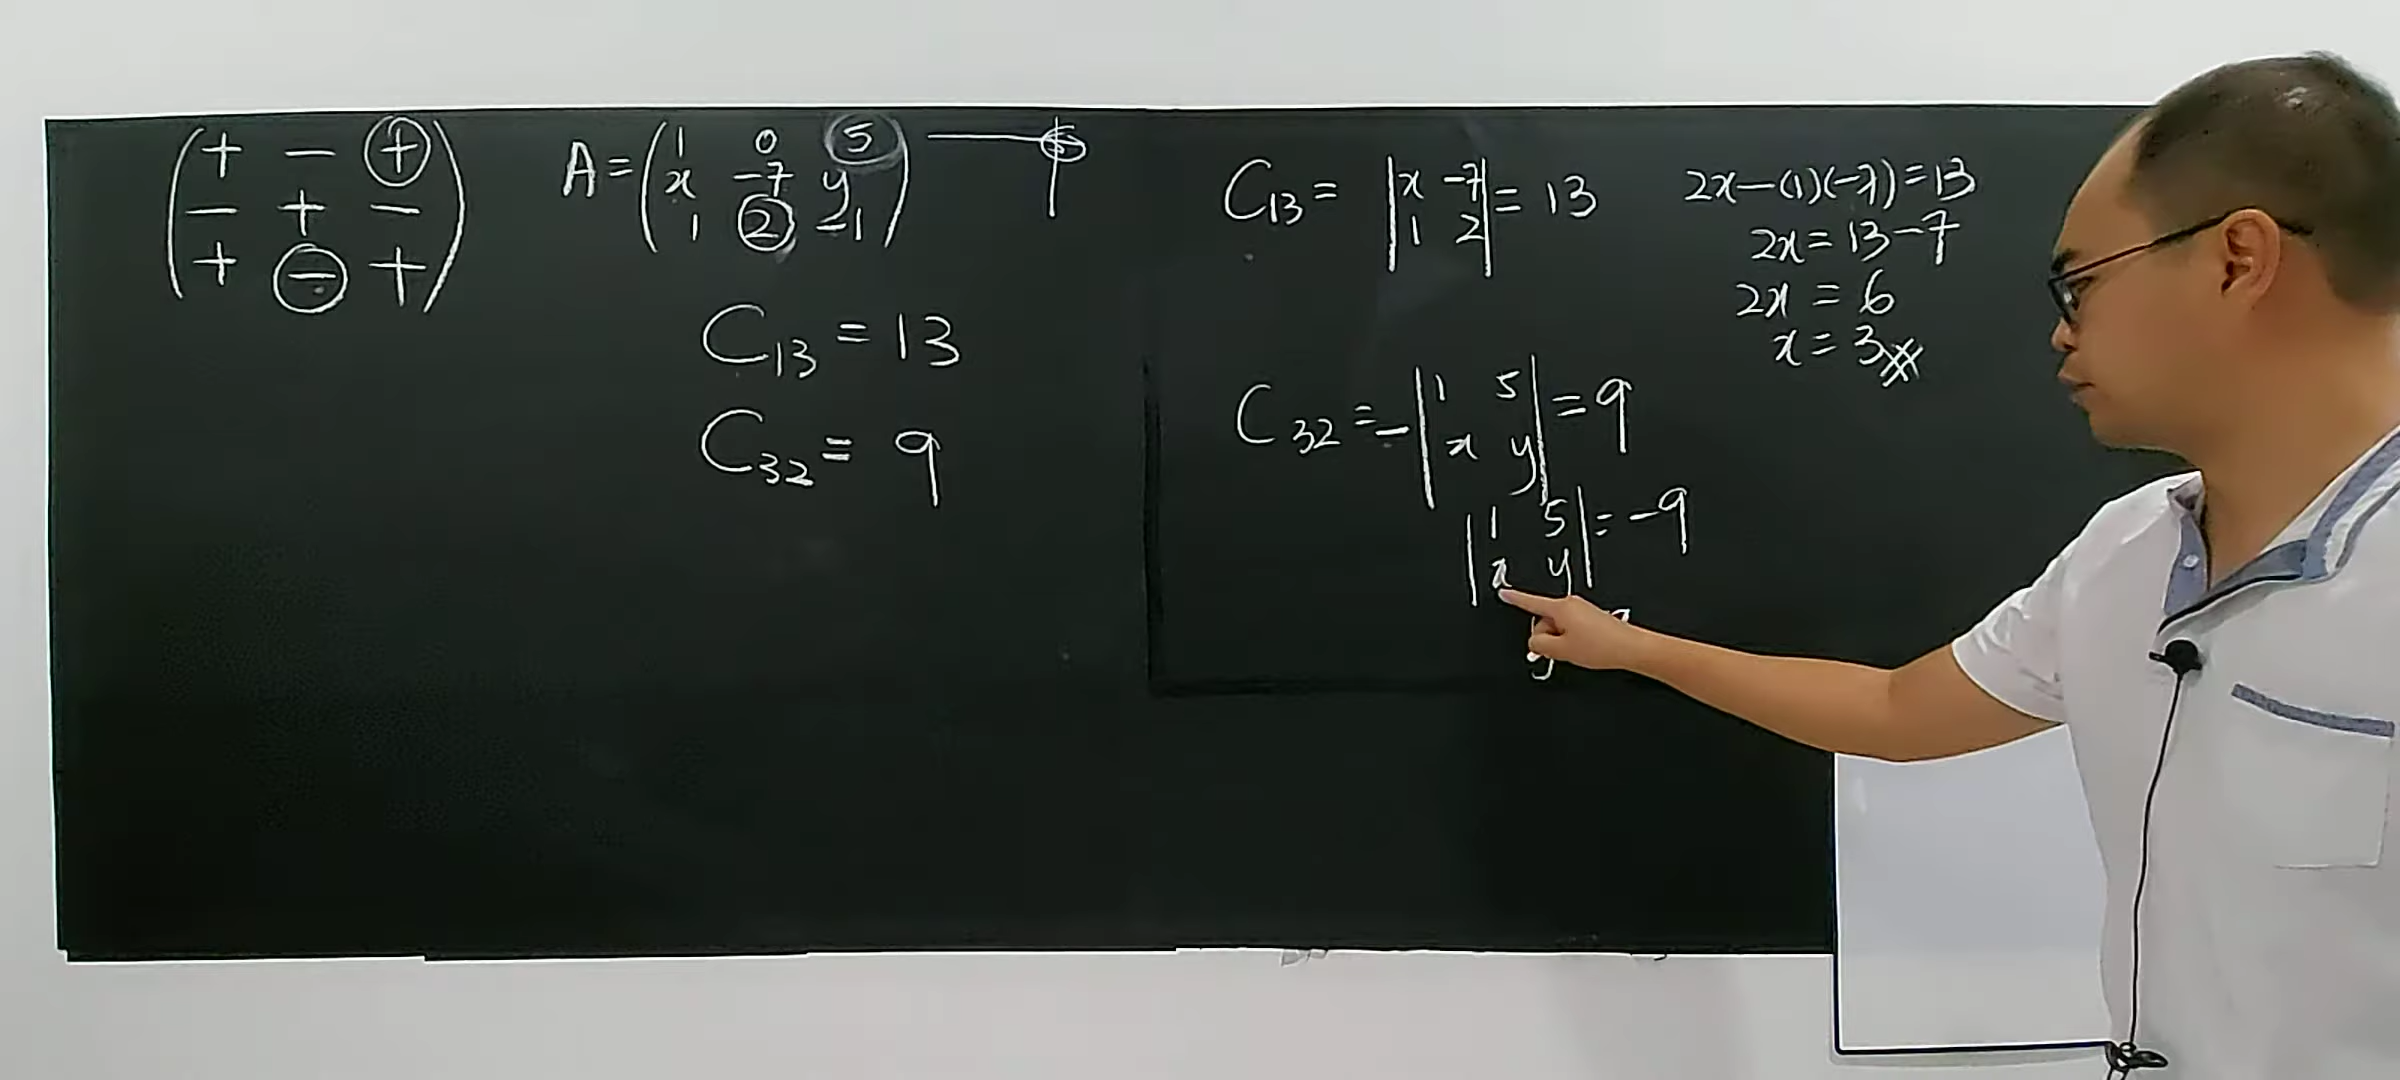 + - +
- + -
+ - +
A = ( 1 0 5
x -7 y
1 2 -1 )
C13 = 13
C32 = 9
C13 = | x -7 | = 13
| 1 2 |
C32 = - | 1 5 | = 9
| x y |
| 1 5 | = -9
| x y |
2x-(1)(-7)=13
2x = 13-7
2x = 6
x = 3